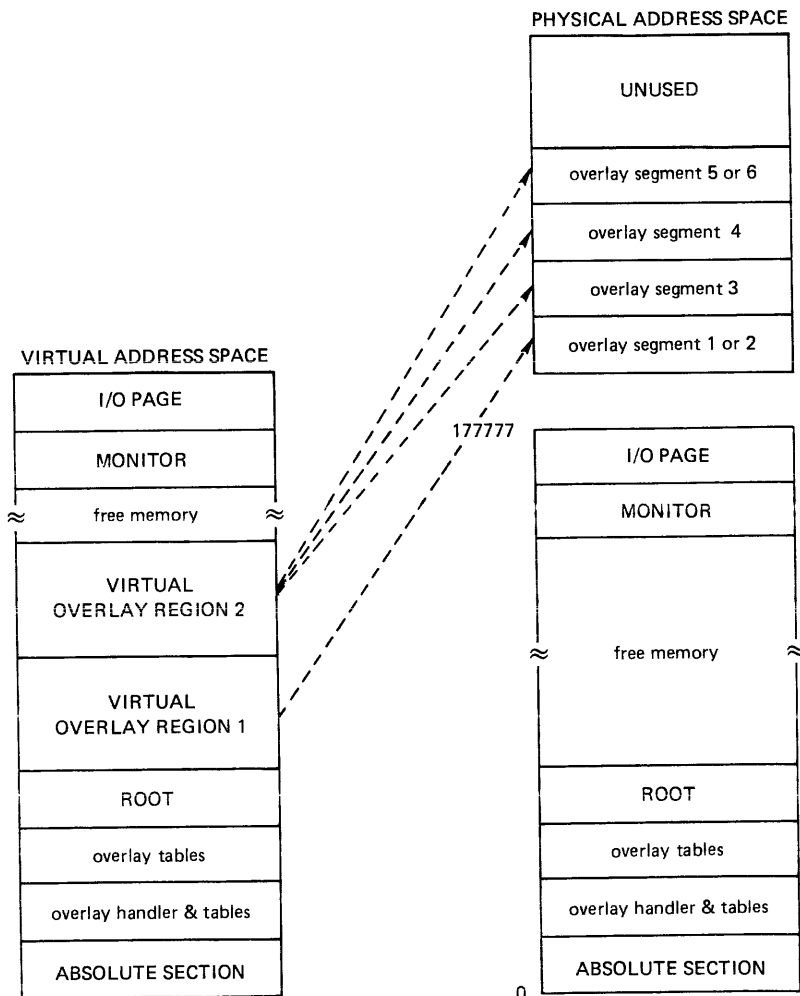 PHYSICAL ADDRESS SPACE
UNUSED
overlay segment 5 or 6
overlay segment 4
overlay segment 3
overlay segment 1 or 2
VIRTUAL ADDRESS SPACE
I/O PAGE
MONITOR
≈ free memory ≈
VIRTUAL
OVERLAY REGION 2
VIRTUAL
OVERLAY REGION 1
ROOT
overlay tables
overlay handler & tables
ABSOLUTE SECTION
177777
I/O PAGE
MONITOR
≈ free memory ≈
ROOT
overlay tables
overlay handler & tables
ABSOLUTE SECTION
0